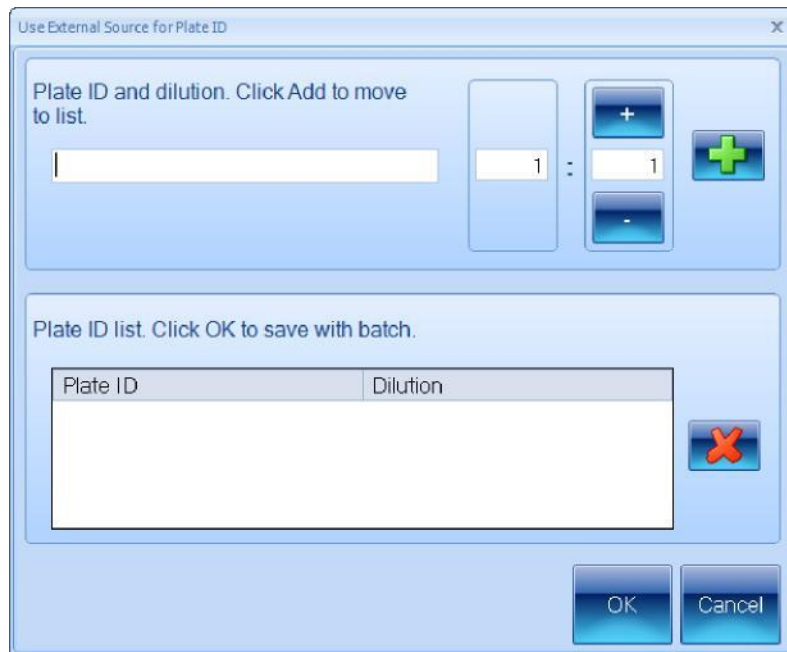 Use External Source for Plate ID
Plate ID and dilution. Click Add to move
to list.
+
1 : 1
-
Plate ID list. Click OK to save with batch.
Plate ID Dilution
OK Cancel